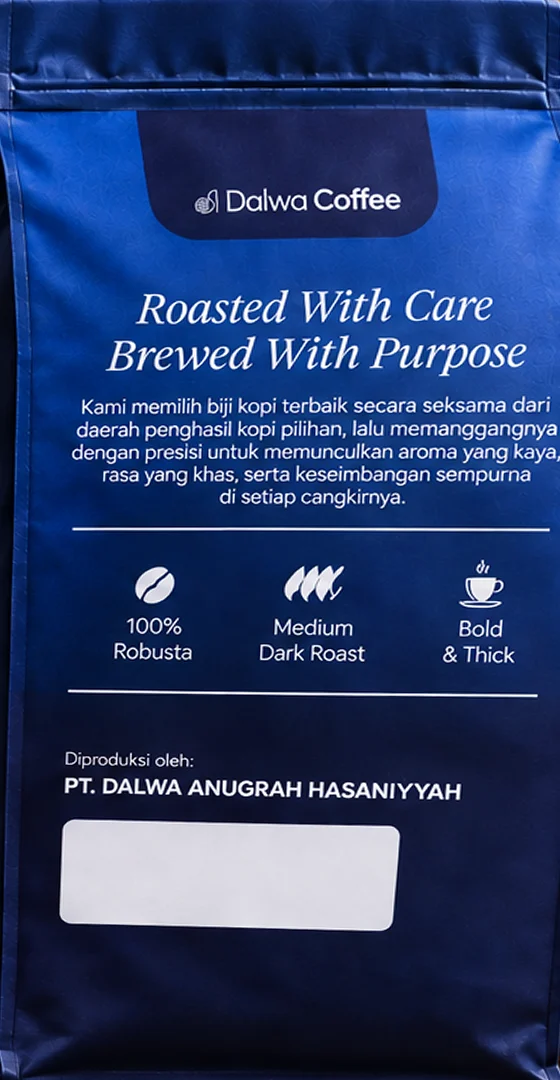 Dalwa Coffee
Roasted With Care
Brewed With Purpose
Kami memilih biji kopi terbaik secara seksama dari
daerah penghasil kopi pilihan, lalu memanggangnya
dengan presisi untuk memunculkan aroma yang kaya,
rasa yang khas, serta keseimbangan sempurna
di setiap cangkirnya.
100%
Robusta
Medium
Dark Roast
Bold
& Thick
Diproduksi oleh:
PT. DALWA ANUGRAH HASANIYYAH